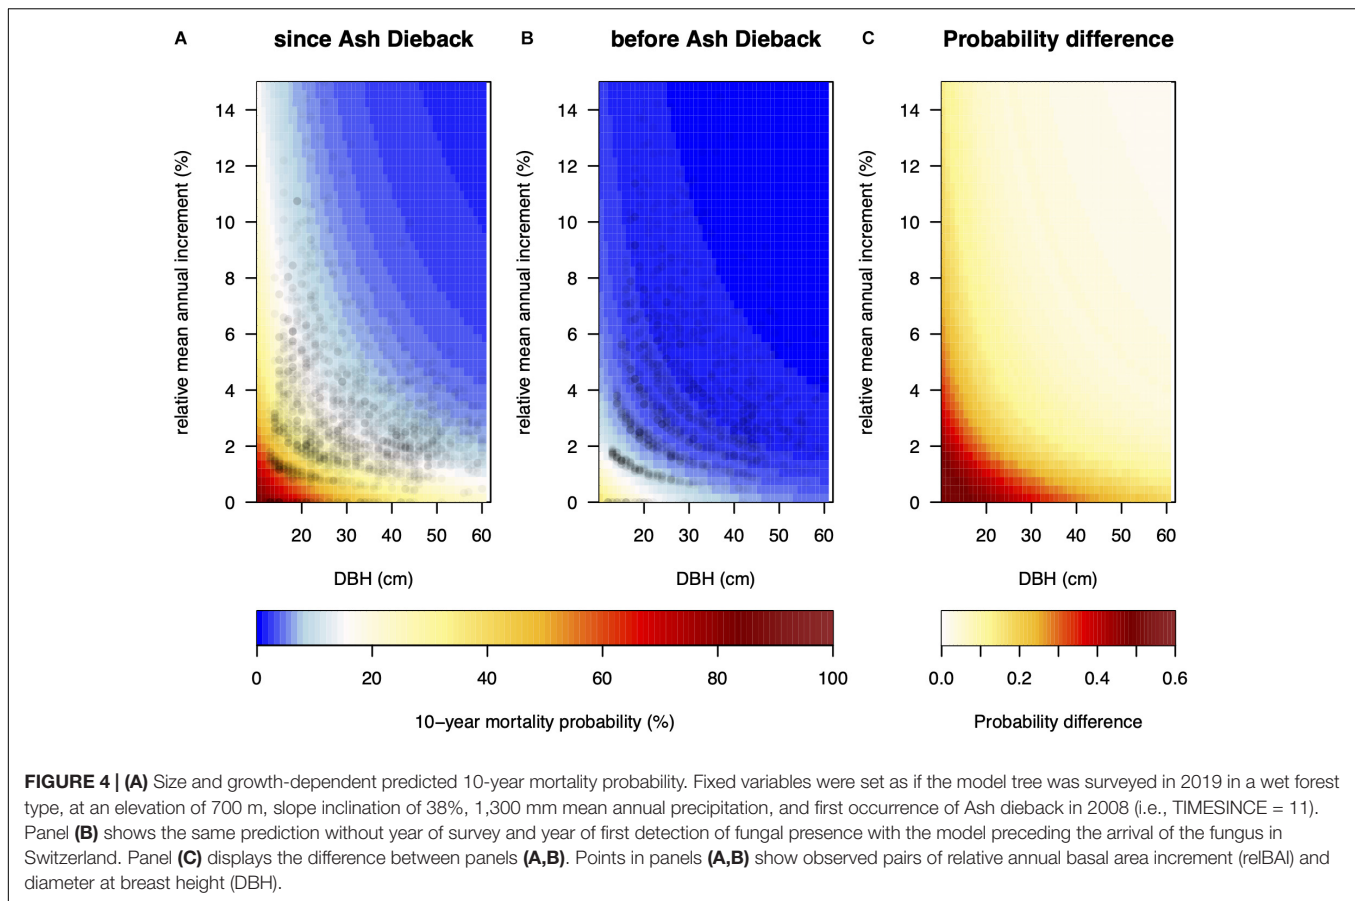 A since Ash Dieback B before Ash Dieback C Probability difference
relative mean annual increment (%)
14
12
10
8
6
4
2
0
20 30 40 50 60
DBH (cm)
relative mean annual increment (%)
14
12
10
8
6
4
2
0
20 30 40 50 60
DBH (cm)
relative mean annual increment (%)
14
12
10
8
6
4
2
0
20 30 40 50 60
DBH (cm)
0 20 40 60 80 100
10−year mortality probability (%)
0.0 0.2 0.4 0.6
Probability difference
FIGURE 4 | (A) Size and growth-dependent predicted 10-year mortality probability. Fixed variables were set as if the model tree was surveyed in 2019 in a wet forest
type, at an elevation of 700 m, slope inclination of 38%, 1,300 mm mean annual precipitation, and first occurrence of Ash dieback in 2008 (i.e., TIMESINCE = 11).
Panel (B) shows the same prediction without year of survey and year of first detection of fungal presence with the model preceding the arrival of the fungus in
Switzerland. Panel (C) displays the difference between panels (A,B). Points in panels (A,B) show observed pairs of relative annual basal area increment (relBAI) and
diameter at breast height (DBH).